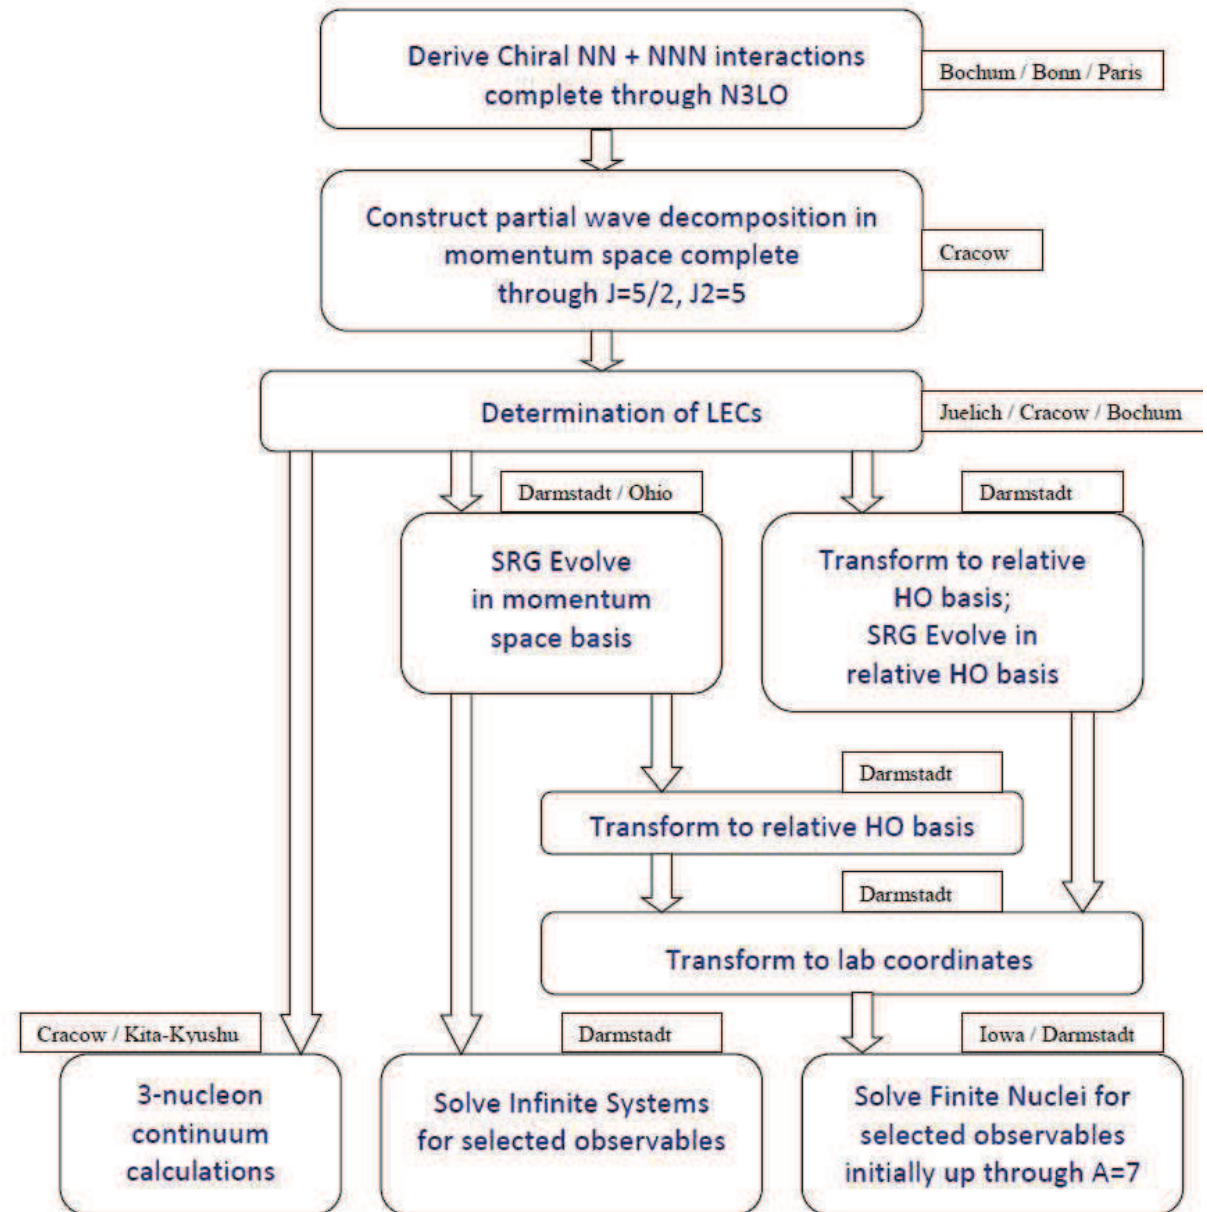 Derive Chiral NN + NNN interactions
complete through N3LO
Bochum / Bonn / Paris
Construct partial wave decomposition in
momentum space complete
through J=5/2, J2=5
Cracow
Determination of LECs
Juelich / Cracow / Bochum
Darmstadt / Ohio
SRG Evolve
in momentum
space basis
Darmstadt
Transform to relative
HO basis;
SRG Evolve in
relative HO basis
Darmstadt
Transform to relative HO basis
Darmstadt
Transform to lab coordinates
Cracow / Kita-Kyushu
3-nucleon
continuum
calculations
Darmstadt
Solve Infinite Systems
for selected observables
Iowa / Darmstadt
Solve Finite Nuclei for
selected observables
initially up through A=7